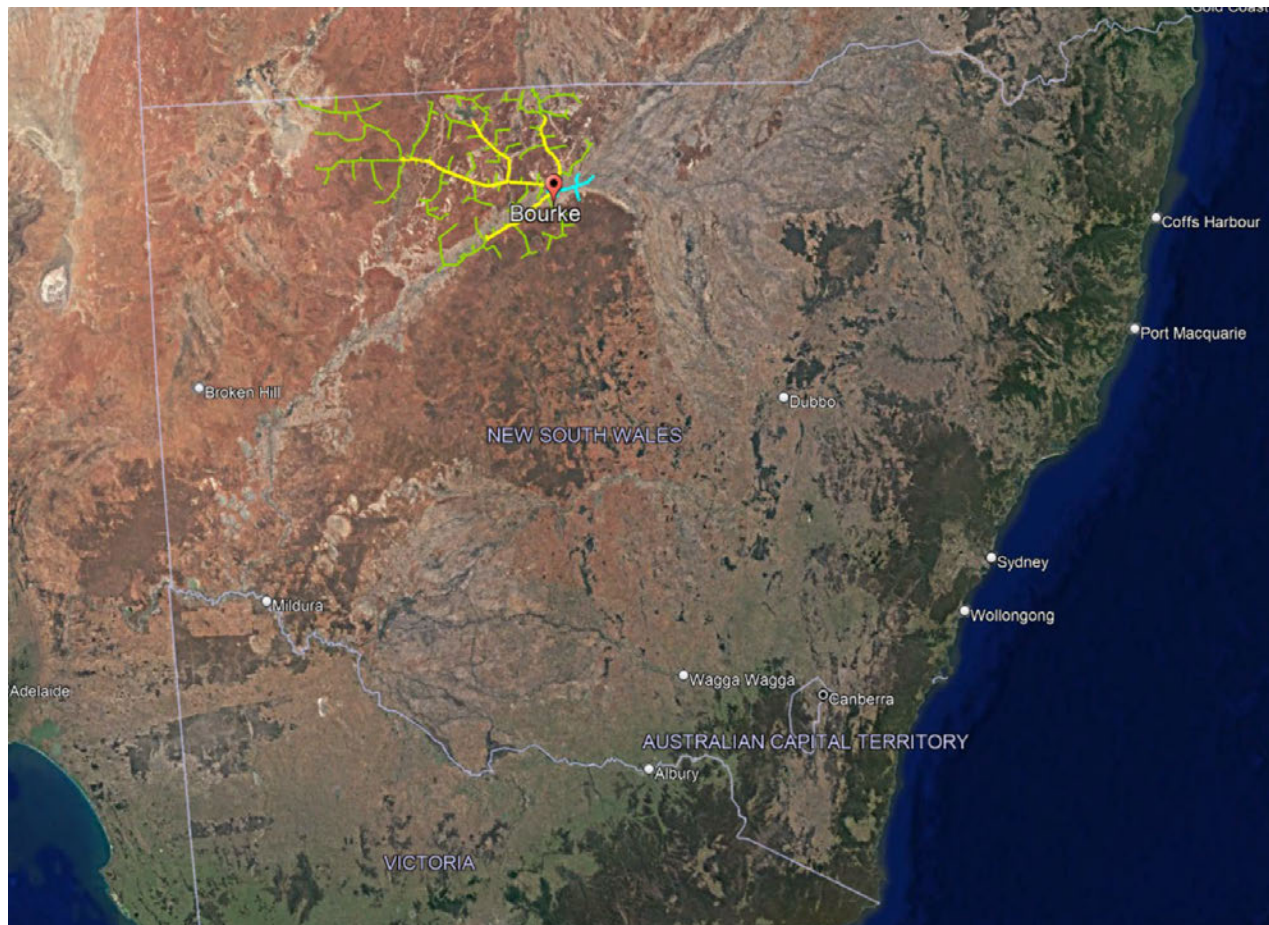 Gold Coast
Bourke
Coffs Harbour
Port Macquarie
Broken Hill
Dubbo
NEW SOUTH WALES
Sydney
Mildura
Wollongong
Adelaide
Wagga Wagga
Canberra
AUSTRALIAN CAPITAL TERRITORY
Albury
VICTORIA